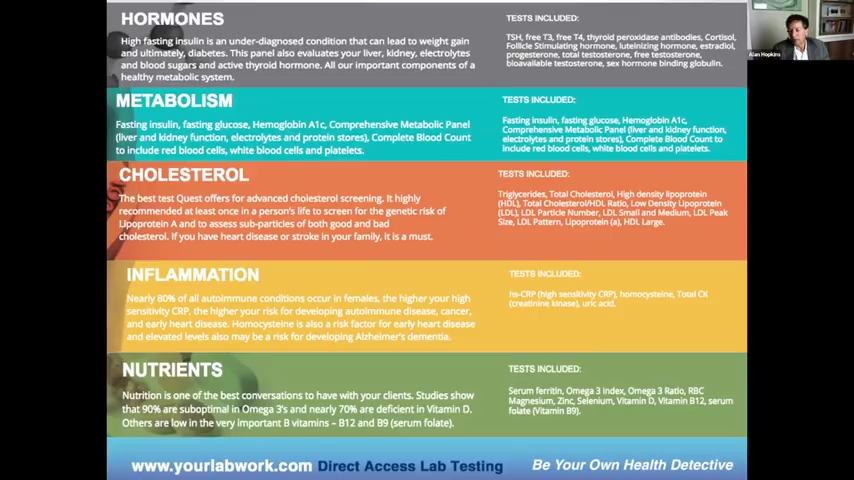 HORMONES
High fasting insulin is an under-diagnosed condition that can lead to weight gain
and ultimately, diabetes. This panel also evaluates your liver, kidney, electrolytes
and blood sugars and active thyroid hormone. All our important components of a
healthy metabolic system.
TESTS INCLUDED:
TSH, free T3, free T4, thyroid peroxidase antibodies, Cortisol,
Follicle Stimulating hormone, luteinizing hormone, estradiol,
progesterone, total testosterone, free testosterone,
bioavailable testosterone, sex hormone binding globulin.
METABOLISM
Fasting insulin, fasting glucose, Hemoglobin A1c, Comprehensive Metabolic Panel
(liver and kidney function, electrolytes and protein stores), Complete Blood Count
to include red blood cells, white blood cells and platelets.
TESTS INCLUDED:
Fasting insulin, fasting glucose, Hemoglobin A1c,
Comprehensive Metabolic Panel (liver and kidney function,
electrolytes and protein stores), Complete Blood Count to
include red blood cells, white blood cells and platelets.
CHOLESTEROL
The best test Quest offers for advanced cholesterol screening. It highly
recommended at least once in a person's life to screen for the genetic risk of
Lipoprotein A and to assess sub-particles of both good and bad
cholesterol. If you have heart disease or stroke in your family, it is a must.
TESTS INCLUDED:
Triglycerides, Total Cholesterol, High density lipoprotein
(HDL), Total Cholesterol/HDL Ratio, Low Density Lipoprotein
(LDL), LDL Particle Number, LDL Small and Medium, LDL Peak
Size, LDL Pattern, Lipoprotein (a), HDL Large.
INFLAMMATION
Nearly 80% of all autoimmune conditions occur in females, the higher your high
sensitivity CRP, the higher your risk for developing autoimmune disease, cancer,
and early heart disease. Homocysteine is also a risk factor for early heart disease
and elevated levels also may be a risk for developing Alzheimer's dementia.
TESTS INCLUDED:
hs-CRP (high sensitivity CRP), homocysteine, Total CK
(creatinine kinase), uric acid.
NUTRIENTS
Nutrition is one of the best conversations to have with your clients. Studies show
that 90% are suboptimal in Omega 3's and nearly 70% are deficient in Vitamin D.
Others are low in the very important B vitamins – B12 and B9 (serum folate).
TESTS INCLUDED:
Serum ferritin, Omega 3 index, Omega 3 Ratio, RBC
Magnesium, Zinc, Selenium, Vitamin D, Vitamin B12, serum
folate (Vitamin B9).
www.yourlabwork.com Direct Access Lab Testing Be Your Own Health Detective
Alan Hopkins